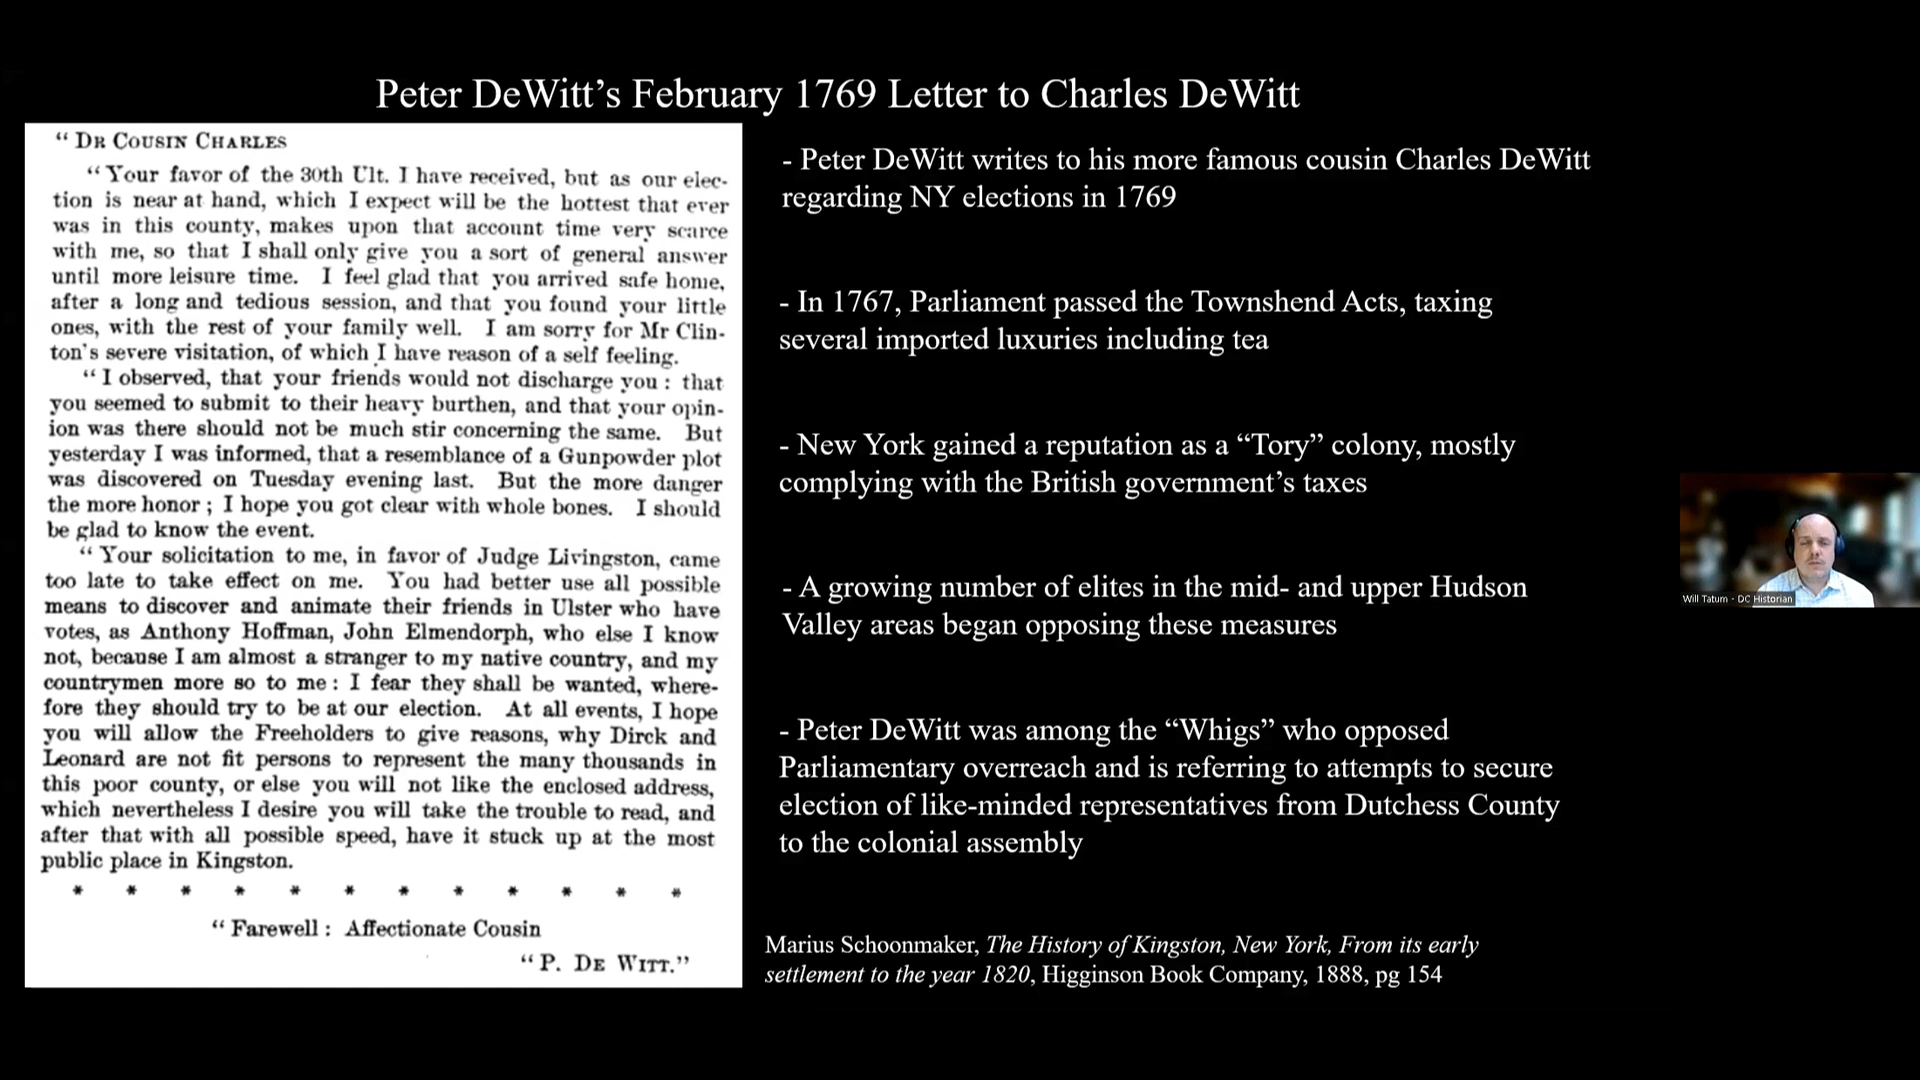 Peter DeWitt’s February 1769 Letter to Charles DeWitt
“ DR COUSIN CHARLES
“ Your favor of the 30th Ult. I have received, but as our elec-
tion is near at hand, which I expect will be the hottest that ever
was in this county, makes upon that account time very scarce
with me, so that I shall only give you a sort of general answer
until more leisure time. I feel glad that you arrived safe home,
after a long and tedious session, and that you found your little
ones, with the rest of your family well. I am sorry for Mr Clin-
ton's severe visitation, of which I have reason of a self feeling.
“ I observed, that your friends would not discharge you : that
you seemed to submit to their heavy burthen, and that your opin-
ion was there should not be much stir concerning the same. But
yesterday I was informed, that a resemblance of a Gunpowder plot
was discovered on Tuesday evening last. But the more danger
the more honor ; I hope you got clear with whole bones. I should
be glad to know the event.
“ Your solicitation to me, in favor of Judge Livingston, came
too late to take effect on me. You had better use all possible
means to discover and animate their friends in Ulster who have
votes, as Anthony Hoffman, John Elmendorph, who else I know
not, because I am almost a stranger to my native country, and my
countrymen more so to me : I fear they shall be wanted, where-
fore they should try to be at our election. At all events, I hope
you will allow the Freeholders to give reasons, why Dirck and
Leonard are not fit persons to represent the many thousands in
this poor county, or else you will not like the enclosed address,
which nevertheless I desire you will take the trouble to read, and
after that with all possible speed, have it stuck up at the most
public place in Kingston.
* * * * * * * * * * * *
“ Farewell : Affectionate Cousin
“ P. DE WITT.”
- Peter DeWitt writes to his more famous cousin Charles DeWitt
regarding NY elections in 1769
- In 1767, Parliament passed the Townshend Acts, taxing
several imported luxuries including tea
- New York gained a reputation as a “Tory” colony, mostly
complying with the British government’s taxes
- A growing number of elites in the mid- and upper Hudson
Valley areas began opposing these measures
- Peter DeWitt was among the “Whigs” who opposed
Parliamentary overreach and is referring to attempts to secure
election of like-minded representatives from Dutchess County
to the colonial assembly
Marius Schoonmaker, The History of Kingston, New York, From its early
settlement to the year 1820, Higginson Book Company, 1888, pg 154
Will Tatum - DC Historian